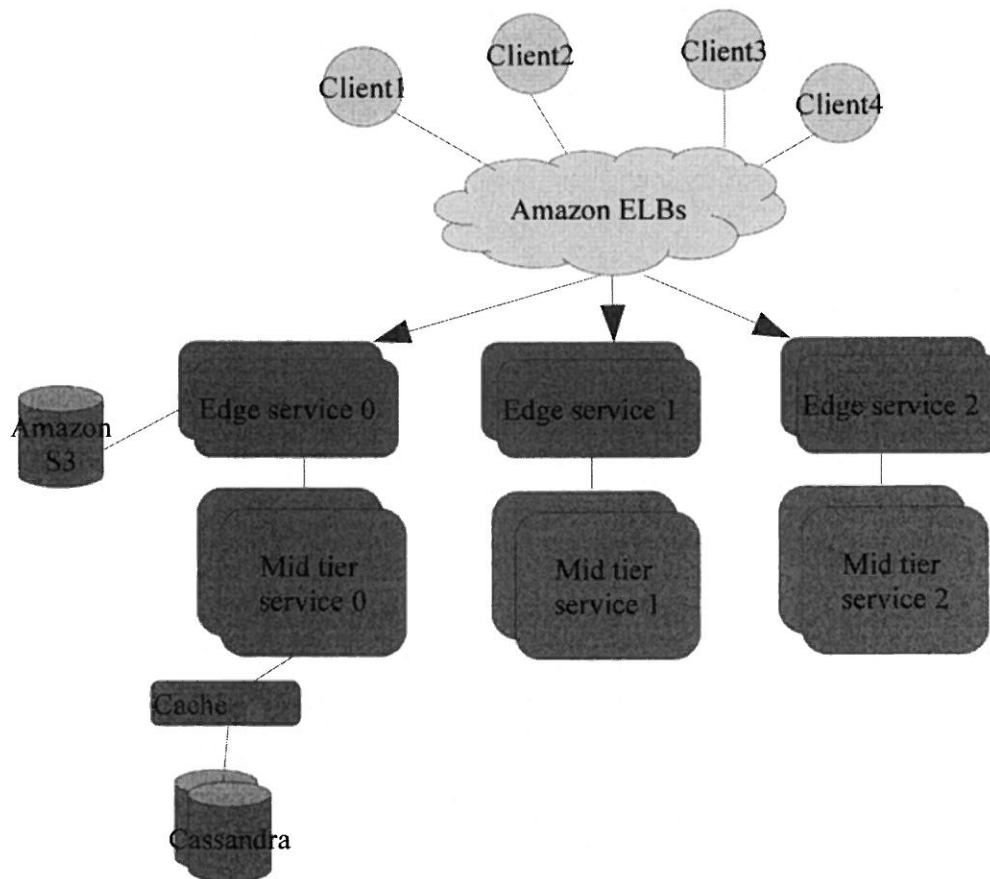 Client1
Client2
Client3
Client4
Amazon ELBs
Edge service 0
Edge service 1
Edge service 2
Amazon
S3
Mid tier
service 0
Mid tier
service 1
Mid tier
service 2
Cache
Cassandra